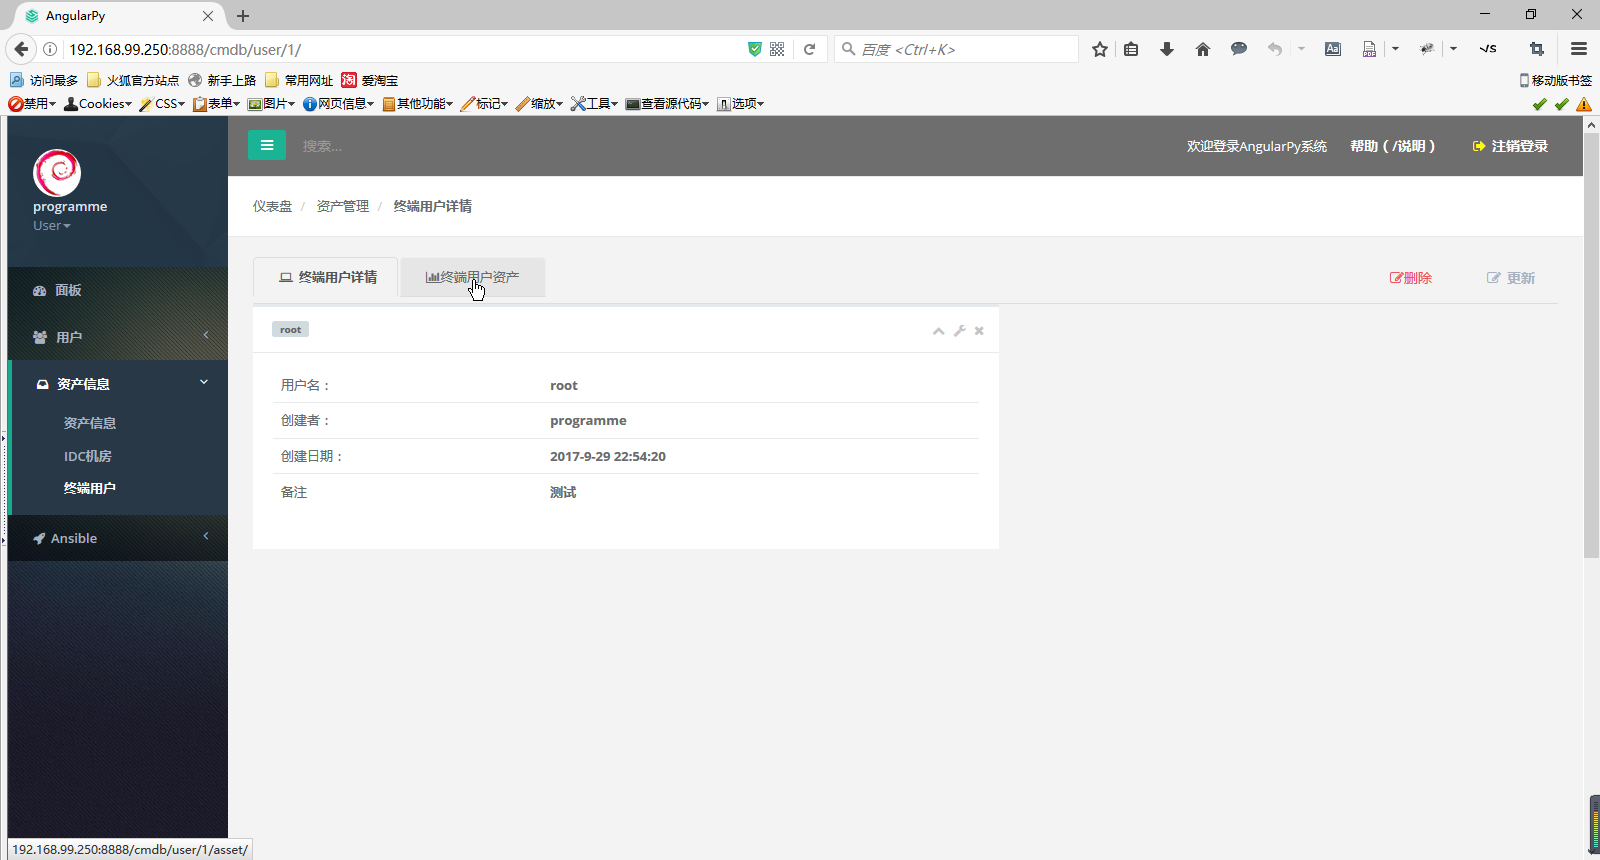 AngularPy
192.168.99.250:8888/cmdb/user/1/
百度 <Ctrl+K>
访问最多 火狐官方站点 新手上路 常用网址 淘 爱淘宝 移动版书签
禁用 Cookies CSS 表单 图片 网页信息 其他功能 标记 缩放 工具 查看源代码 选项
搜索... 欢迎登录AngularPy系统 帮助（/说明） 注销登录
programme
User
面板
用户
资产信息
资产信息
IDC机房
终端用户
Ansible
仪表盘 / 资产管理 / 终端用户详情
终端用户详情 终端用户资产 删除 更新
root
用户名： root
创建者： programme
创建日期： 2017-9-29 22:54:20
备注 测试
192.168.99.250:8888/cmdb/user/1/asset/